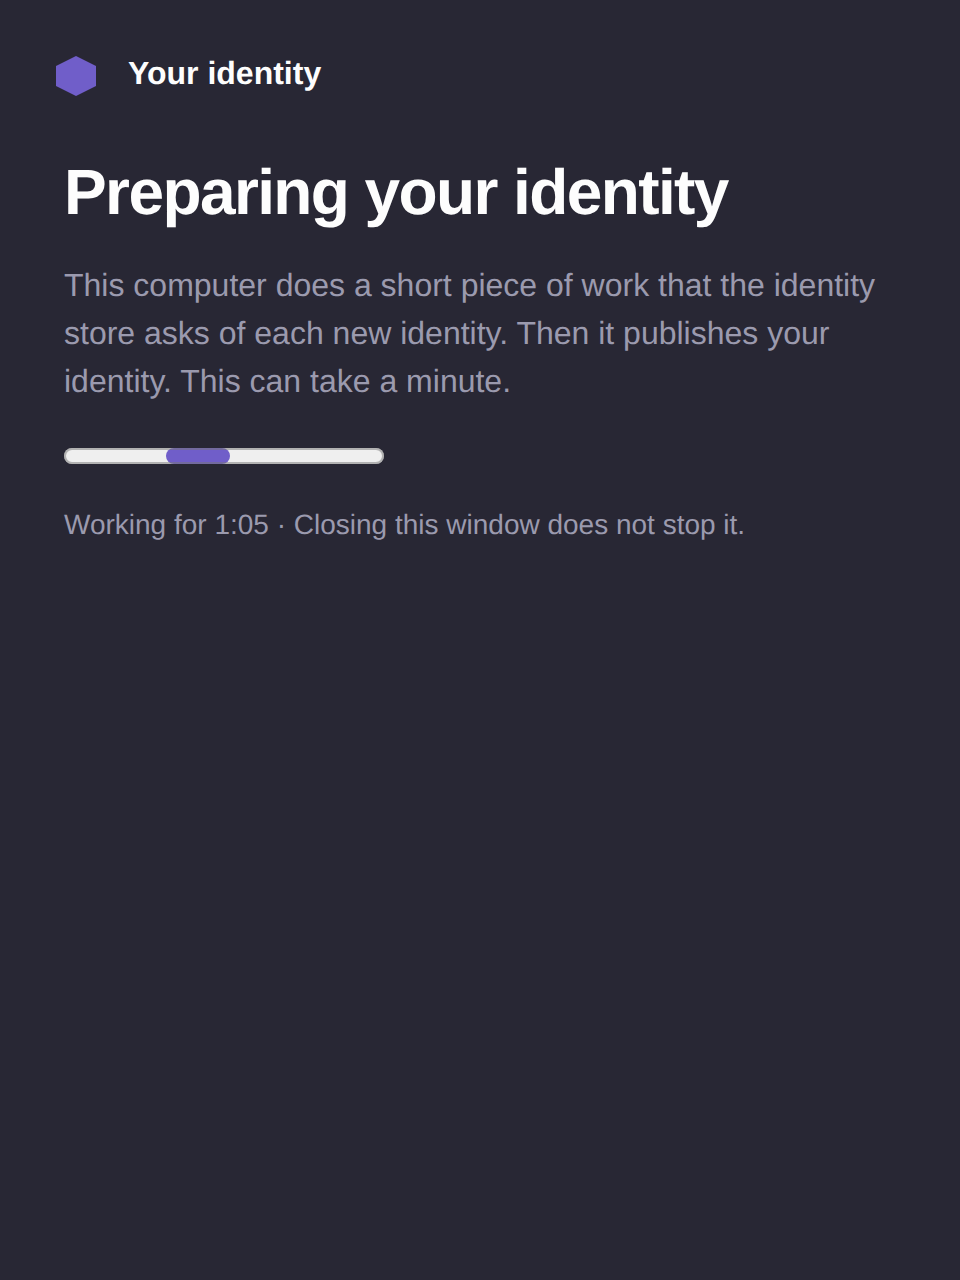 Your identity
Preparing your identity
This computer does a short piece of work that the identity
store asks of each new identity. Then it publishes your
identity. This can take a minute.
Working for 1:05 · Closing this window does not stop it.